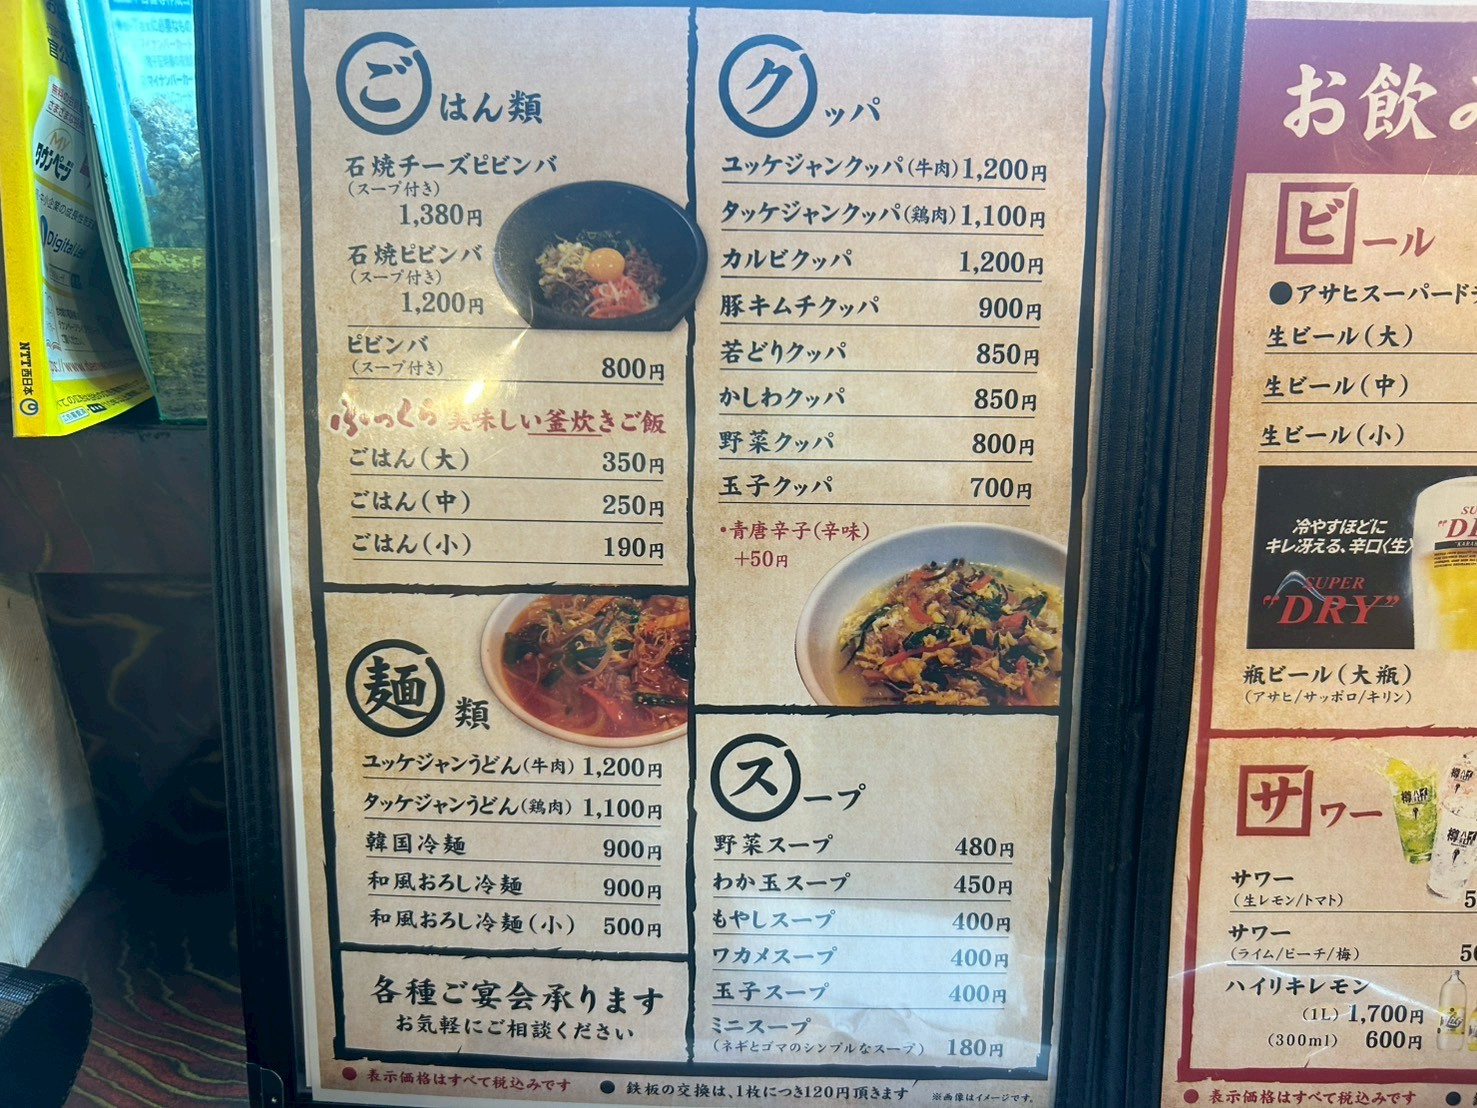 ごはん類
石焼チーズピビンバ
(スープ付き)
1,380円
石焼ピビンバ
(スープ付き)
1,200円
ピビンバ
(スープ付き) 800円
ふっくら美味しい釜炊きご飯
ごはん(大) 350円
ごはん(中) 250円
ごはん(小) 190円
麺類
ユッケジャンうどん(牛肉) 1,200円
タッケジャンうどん(鶏肉) 1,100円
韓国冷麺 900円
和風おろし冷麺 900円
和風おろし冷麺(小) 500円
各種ご宴会承ります
お気軽にご相談ください
クッパ
ユッケジャンクッパ(牛肉) 1,200円
タッケジャンクッパ(鶏肉) 1,100円
カルビクッパ 1,200円
豚キムチクッパ 900円
若どりクッパ 850円
かしわクッパ 850円
野菜クッパ 800円
玉子クッパ 700円
・青唐辛子(辛味)
+50円
スープ
野菜スープ 480円
わか玉スープ 450円
もやしスープ 400円
ワカメスープ 400円
玉子スープ 400円
ミニスープ
(ネギとゴマのシンプルなスープ) 180円
●表示価格はすべて税込みです
●鉄板の交換は、1枚につき120円頂きます
※画像はイメージです。
お飲み
ビール
●アサヒスーパード
生ビール(大)
生ビール(中)
生ビール(小)
冷やすほどに
キレ冴える、辛口〈生〉
SUPER
"DRY"
瓶ビール(大瓶)
(アサヒ/サッポロ/キリン)
サワー
サワー
(生レモン/トマト)
サワー
(ライム/ピーチ/梅)
ハイリキレモン
(1L) 1,700円
(300ml) 600円
●表示価格はすべて税込みです
MY
タウンページ
Digital
NTT西日本